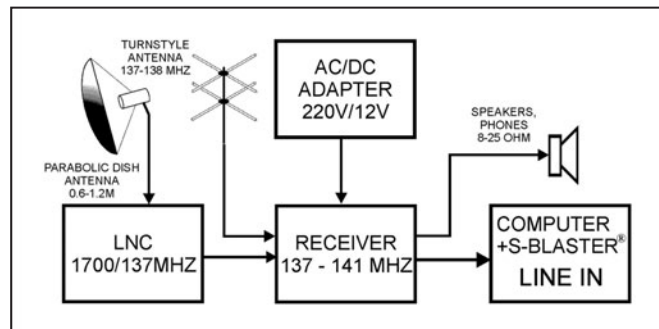 TURNSTYLE
ANTENNA
137-138 MHZ
AC/DC
ADAPTER
220V/12V
SPEAKERS,
PHONES
8-25 OHM
PARABOLIC DISH
ANTENNA
0.6-1.2M
LNC
1700/137MHZ
RECEIVER
137 - 141 MHZ
COMPUTER
+S-BLASTER®
LINE IN